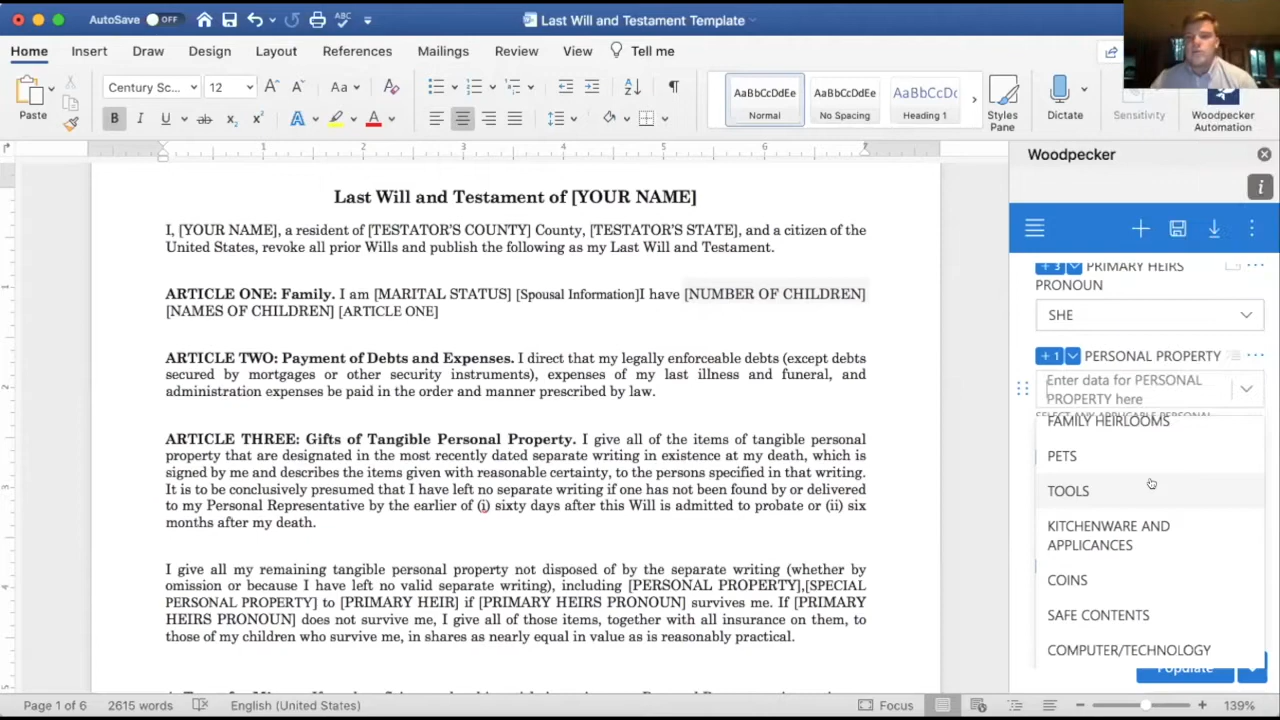 AutoSave OFF
ABC
Last Will and Testament Template
Home Insert Draw Design Layout References Mailings Review View Tell me
Paste
Century Sc... 12
Aa
B I U ab x2 x2 A A
AaBbCcDdEe
Normal
AaBbCcDdEe
No Spacing
AaBbCcDc
Heading 1
Styles
Pane
Dictate
Sensitivity
Woodpecker
Automation
1 2 3 4 5 6 7
Last Will and Testament of [YOUR NAME]
I, [YOUR NAME], a resident of [TESTATOR'S COUNTY] County, [TESTATOR'S STATE], and a citizen of the
United States, revoke all prior Wills and publish the following as my Last Will and Testament.
ARTICLE ONE: Family. I am [MARITAL STATUS] [Spousal Information]I have [NUMBER OF CHILDREN]
[NAMES OF CHILDREN] [ARTICLE ONE]
ARTICLE TWO: Payment of Debts and Expenses. I direct that my legally enforceable debts (except debts
secured by mortgages or other security instruments), expenses of my last illness and funeral, and
administration expenses be paid in the order and manner prescribed by law.
ARTICLE THREE: Gifts of Tangible Personal Property. I give all of the items of tangible personal
property that are designated in the most recently dated separate writing in existence at my death, which is
signed by me and describes the items given with reasonable certainty, to the persons specified in that writing.
It is to be conclusively presumed that I have left no separate writing if one has not been found by or delivered
to my Personal Representative by the earlier of (i) sixty days after this Will is admitted to probate or (ii) six
months after my death.
I give all my remaining tangible personal property not disposed of by the separate writing (whether by
omission or because I have left no valid separate writing), including [PERSONAL PROPERTY],[SPECIAL
PERSONAL PROPERTY] to [PRIMARY HEIR] if [PRIMARY HEIRS PRONOUN] survives me. If [PRIMARY
HEIRS PRONOUN] does not survive me, I give all of those items, together with all insurance on them, to
those of my children who survive me, in shares as nearly equal in value as is reasonably practical.
Woodpecker
+ 3 PRIMARY HEIRS
PRONOUN
SHE
+ 1 PERSONAL PROPERTY
Enter data for PERSONAL
PROPERTY here
FAMILY HEIRLOOMS
PETS
TOOLS
KITCHENWARE AND
APPLICANCES
COINS
SAFE CONTENTS
COMPUTER/TECHNOLOGY
Populate
Page 1 of 6 2615 words English (United States) Focus 139%